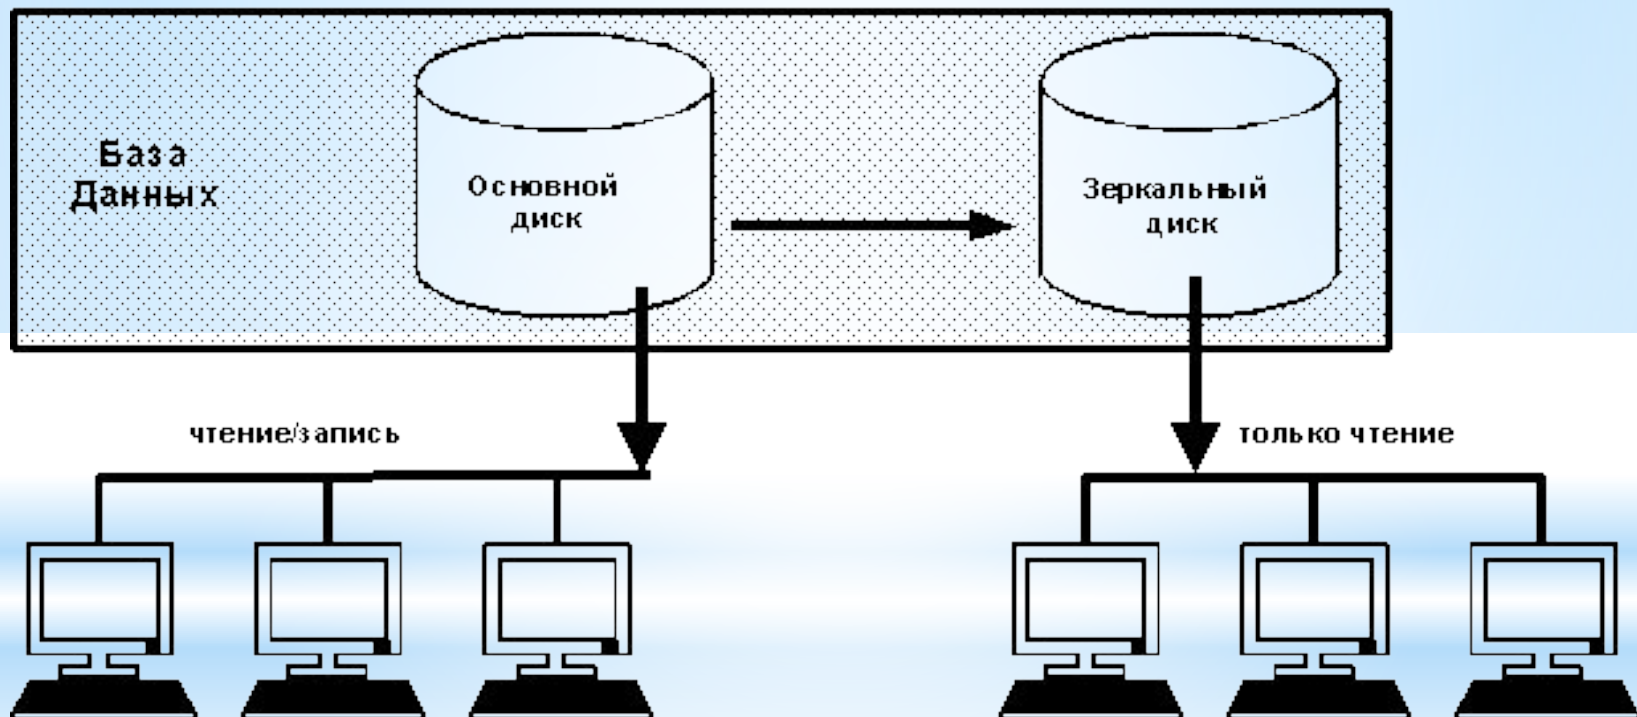 База
Данных
Основной
диск
Зеркальный
диск
чтение/запись
только чтение